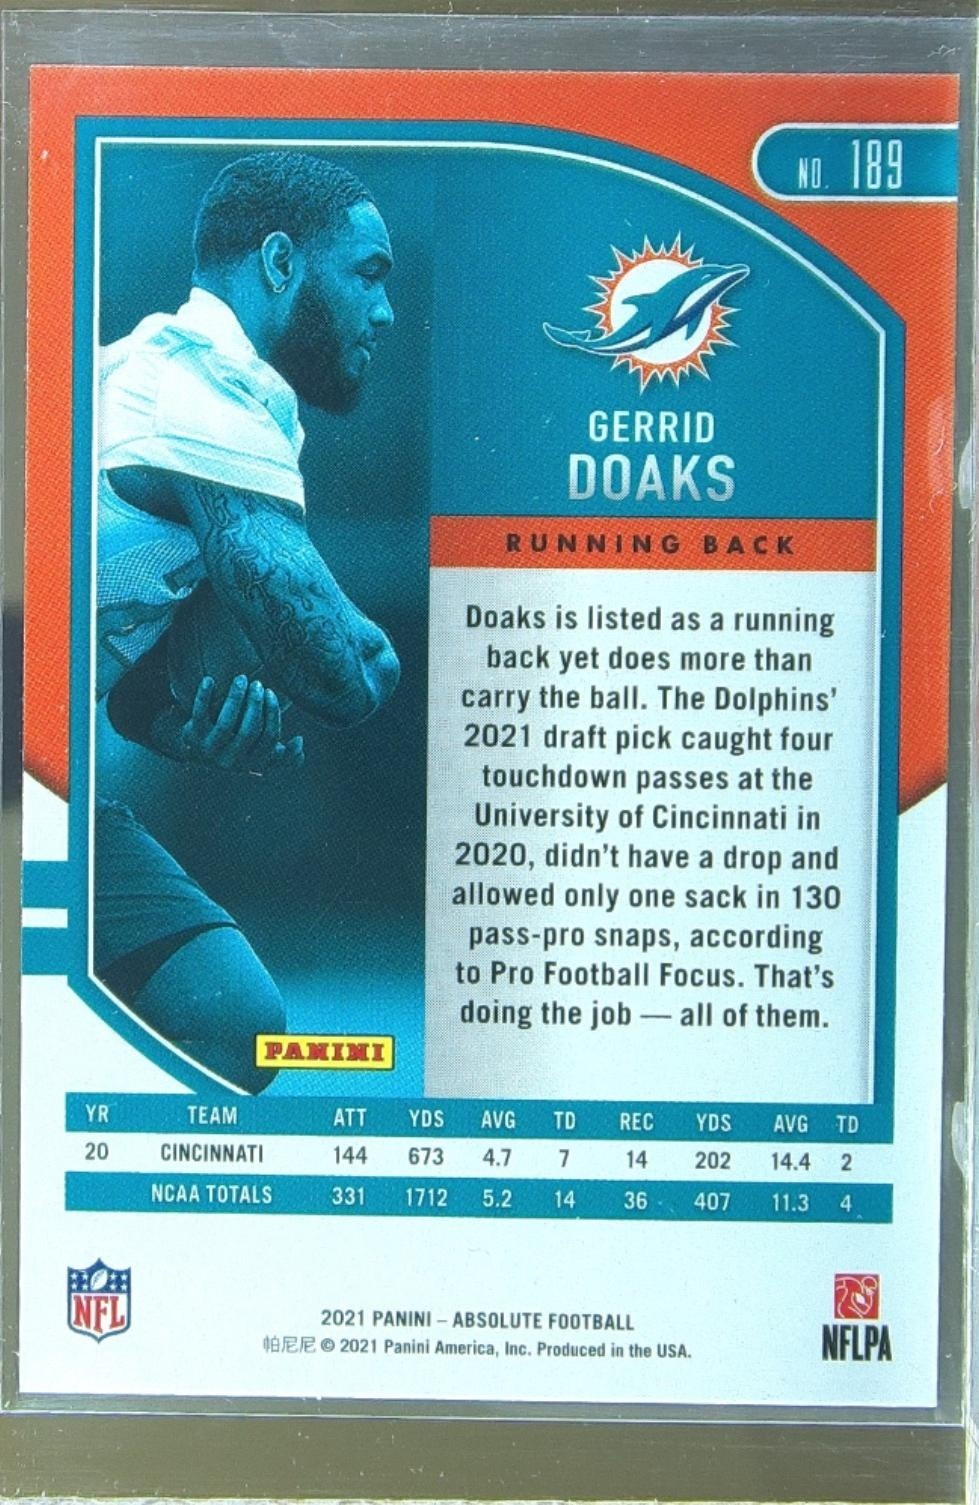 NO. 189
GERRID
DOAKS
RUNNING BACK
Doaks is listed as a running
back yet does more than
carry the ball. The Dolphins'
2021 draft pick caught four
touchdown passes at the
University of Cincinnati in
2020, didn't have a drop and
allowed only one sack in 130
pass-pro snaps, according
to Pro Football Focus. That's
doing the job — all of them.
PANINI
YR TEAM ATT YDS AVG TD REC YDS AVG TD
20 CINCINNATI 144 673 4.7 7 14 202 14.4 2
NCAA TOTALS 331 1712 5.2 14 36 407 11.3 4
NFL
2021 PANINI – ABSOLUTE FOOTBALL
帕尼尼 © 2021 Panini America, Inc. Produced in the USA.
NFLPA